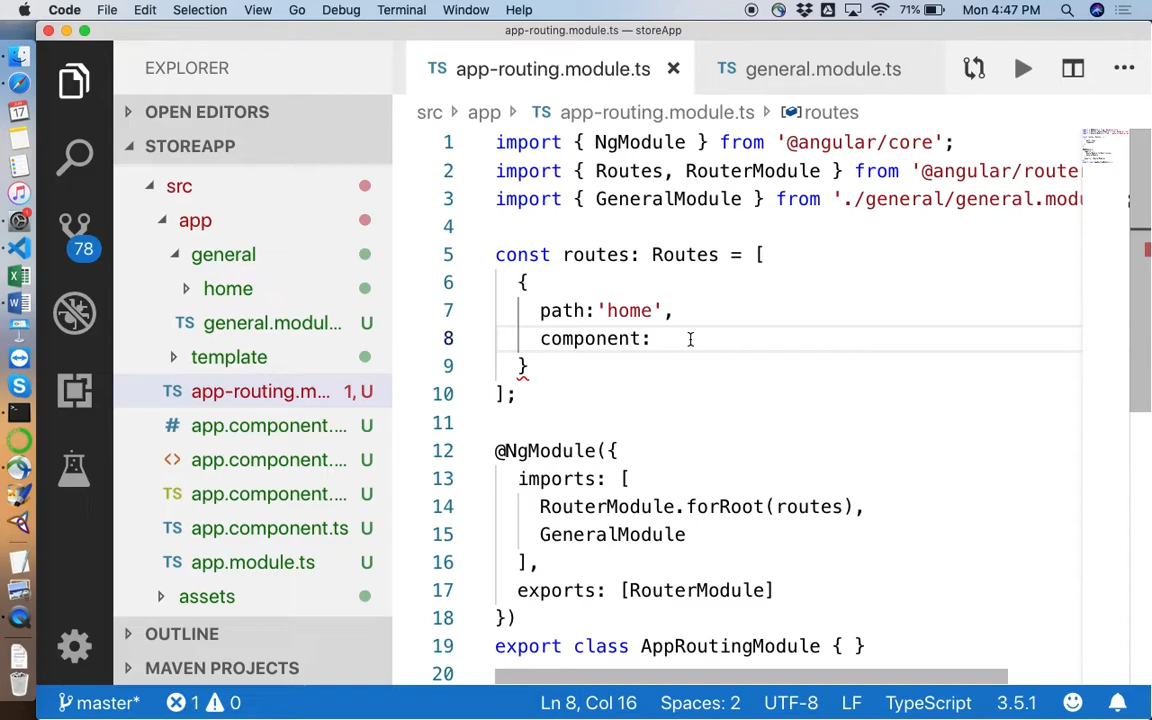 Code File Edit Selection View Go Debug Terminal Window Help 71% Mon 4:47 PM
app-routing.module.ts — storeApp
EXPLORER
OPEN EDITORS
STOREAPP
src
app
general
home
TS general.modul... U
template
TS app-routing.m... 1, U
# app.component.... U
<> app.component.... U
TS app.component.... U
TS app.component.ts U
TS app.module.ts U
assets
OUTLINE
MAVEN PROJECTS
78
17
TS app-routing.module.ts × TS general.module.ts ...
src > app > TS app-routing.module.ts > routes
1 import { NgModule } from '@angular/core';
2 import { Routes, RouterModule } from '@angular/route
3 import { GeneralModule } from './general/general.modu ;
4
5 const routes: Routes = [
6 {
7 path:'home',
8 component:
9 }
10 ];
11
12 @NgModule({
13 imports: [
14 RouterModule.forRoot(routes),
15 GeneralModule
16 ],
17 exports: [RouterModule]
18 })
19 export class AppRoutingModule { }
20
master* 1 0 Ln 8, Col 16 Spaces: 2 UTF-8 LF TypeScript 3.5.1